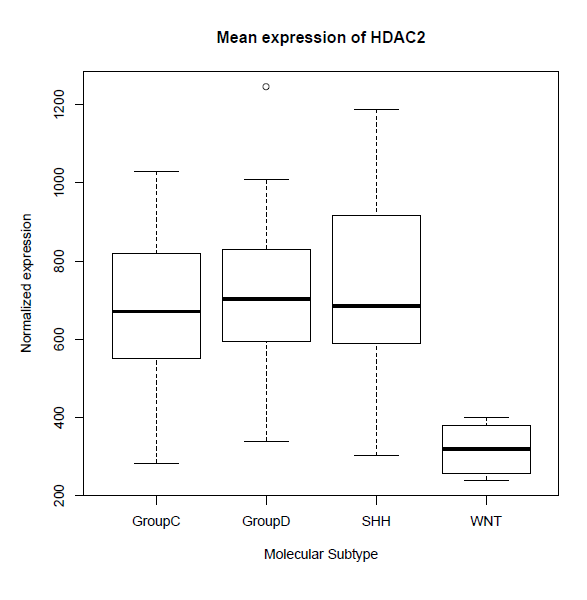 Mean expression of HDAC2
1200
1000
800
600
400
200
Normalized expression
GroupC GroupD SHH WNT
Molecular Subtype